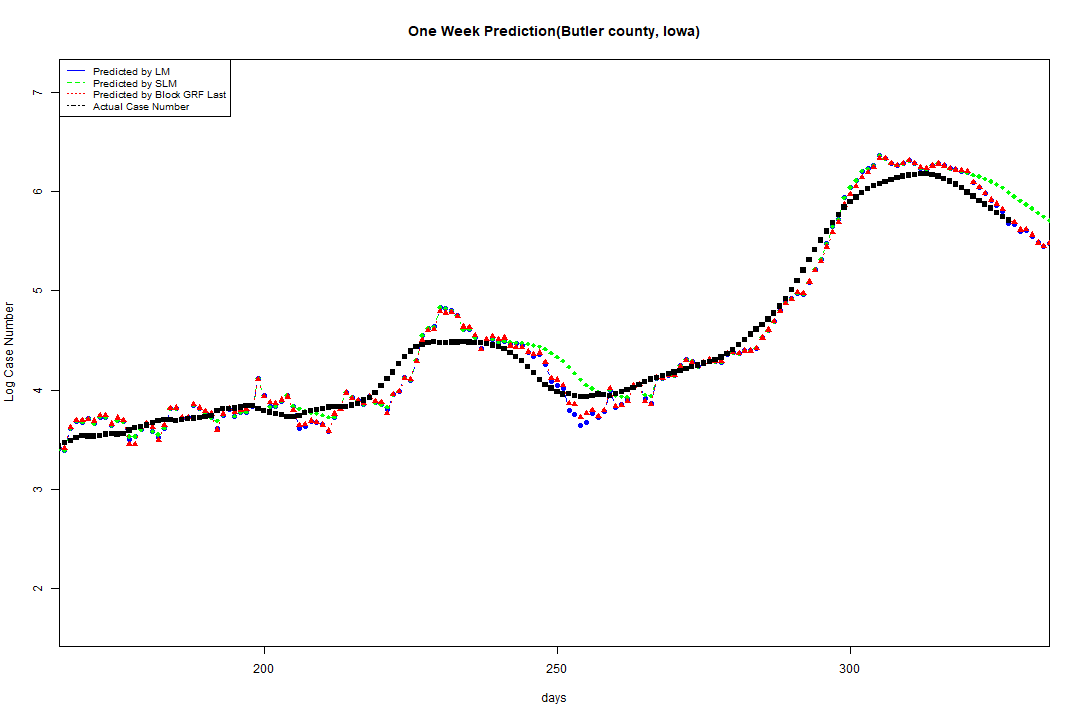 One Week Prediction(Butler county, Iowa)
Predicted by LM
Predicted by SLM
Predicted by Block GRF Last
Actual Case Number
7
6
5
4
3
2
Log Case Number
200
250
300
days